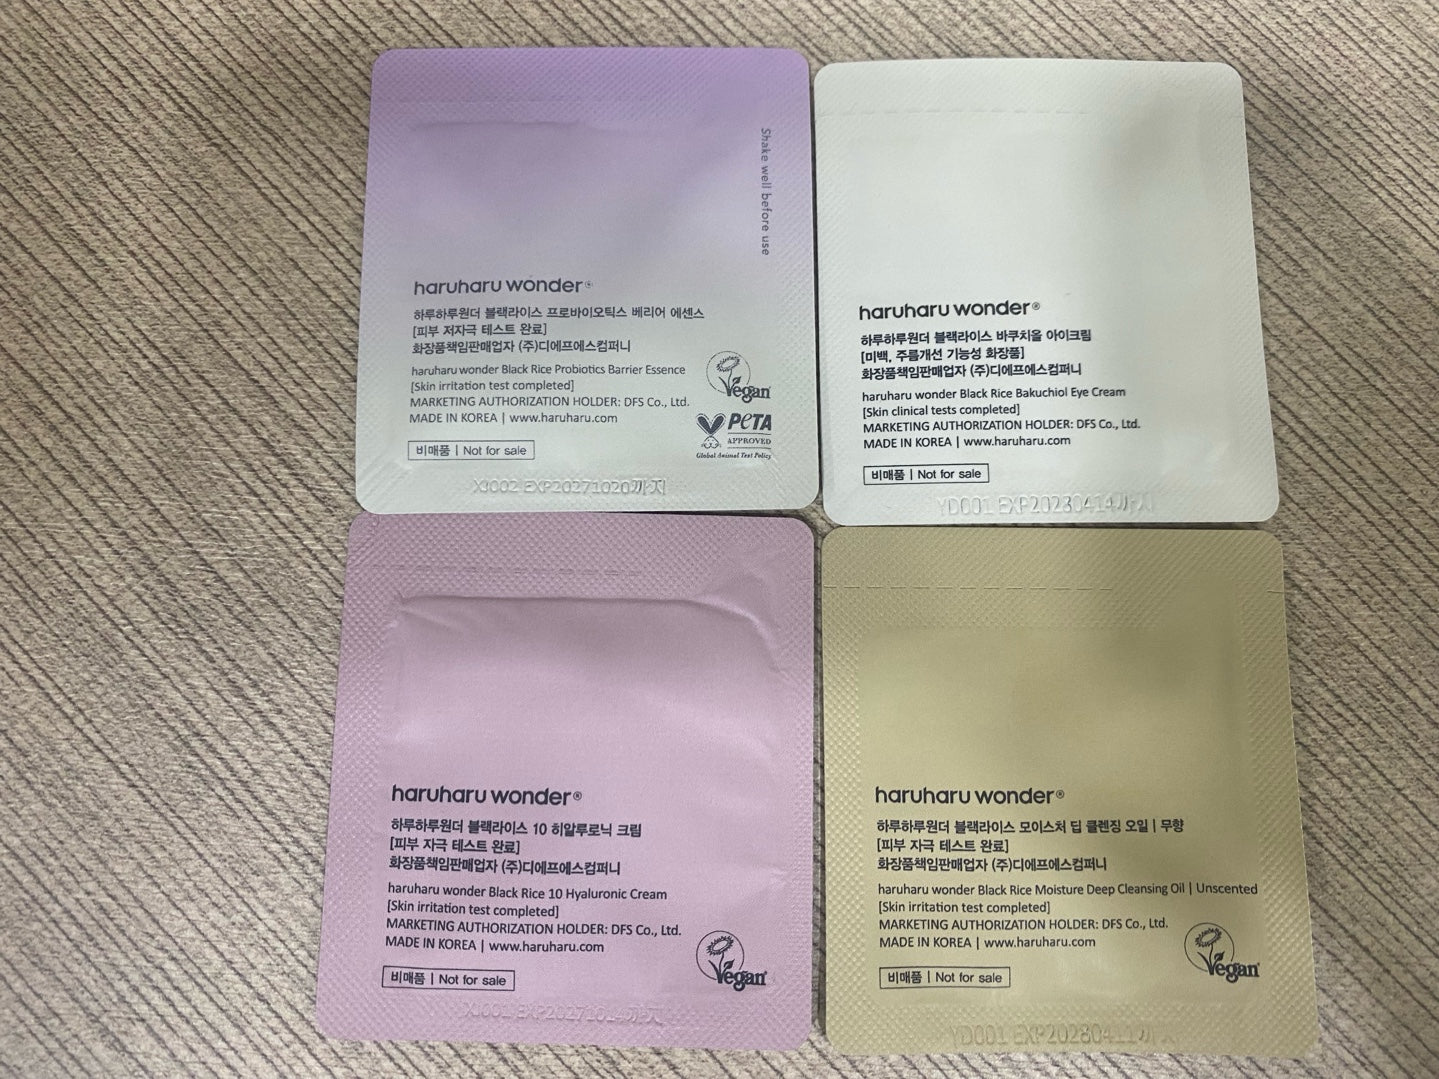 Shake well before use
haruharu wonder®
하루하루원더 블랙라이스 프로바이오틱스 베리어 에센스
[피부 저자극 테스트 완료]
화장품책임판매업자 (주)디에프에스컴퍼니
haruharu wonder Black Rice Probiotics Barrier Essence
[Skin irritation test completed]
MARKETING AUTHORIZATION HOLDER: DFS Co., Ltd.
MADE IN KOREA | www.haruharu.com
비매품 | Not for sale
Vegan
PETA
APPROVED
Global Animal Test Policy
EXP20271020까지
haruharu wonder®
하루하루원더 블랙라이스 바쿠치올 아이크림
[미백, 주름개선 기능성 화장품]
화장품책임판매업자 (주)디에프에스컴퍼니
haruharu wonder Black Rice Bakuchiol Eye Cream
[Skin clinical tests completed]
MARKETING AUTHORIZATION HOLDER: DFS Co., Ltd.
MADE IN KOREA | www.haruharu.com
비매품 | Not for sale
YD001
haruharu wonder®
하루하루원더 블랙라이스 10 히알루로닉 크림
[피부 자극 테스트 완료]
화장품책임판매업자 (주)디에프에스컴퍼니
haruharu wonder Black Rice 10 Hyaluronic Cream
[Skin irritation test completed]
MARKETING AUTHORIZATION HOLDER: DFS Co., Ltd.
MADE IN KOREA | www.haruharu.com
비매품 | Not for sale
Vegan
haruharu wonder®
하루하루원더 블랙라이스 모이스처 딥 클렌징 오일 | 무향
[피부 자극 테스트 완료]
화장품책임판매업자 (주)디에프에스컴퍼니
haruharu wonder Black Rice Moisture Deep Cleansing Oil | Unscented
[Skin irritation test completed]
MARKETING AUTHORIZATION HOLDER: DFS Co., Ltd.
MADE IN KOREA | www.haruharu.com
비매품 | Not for sale
Vegan
YD001